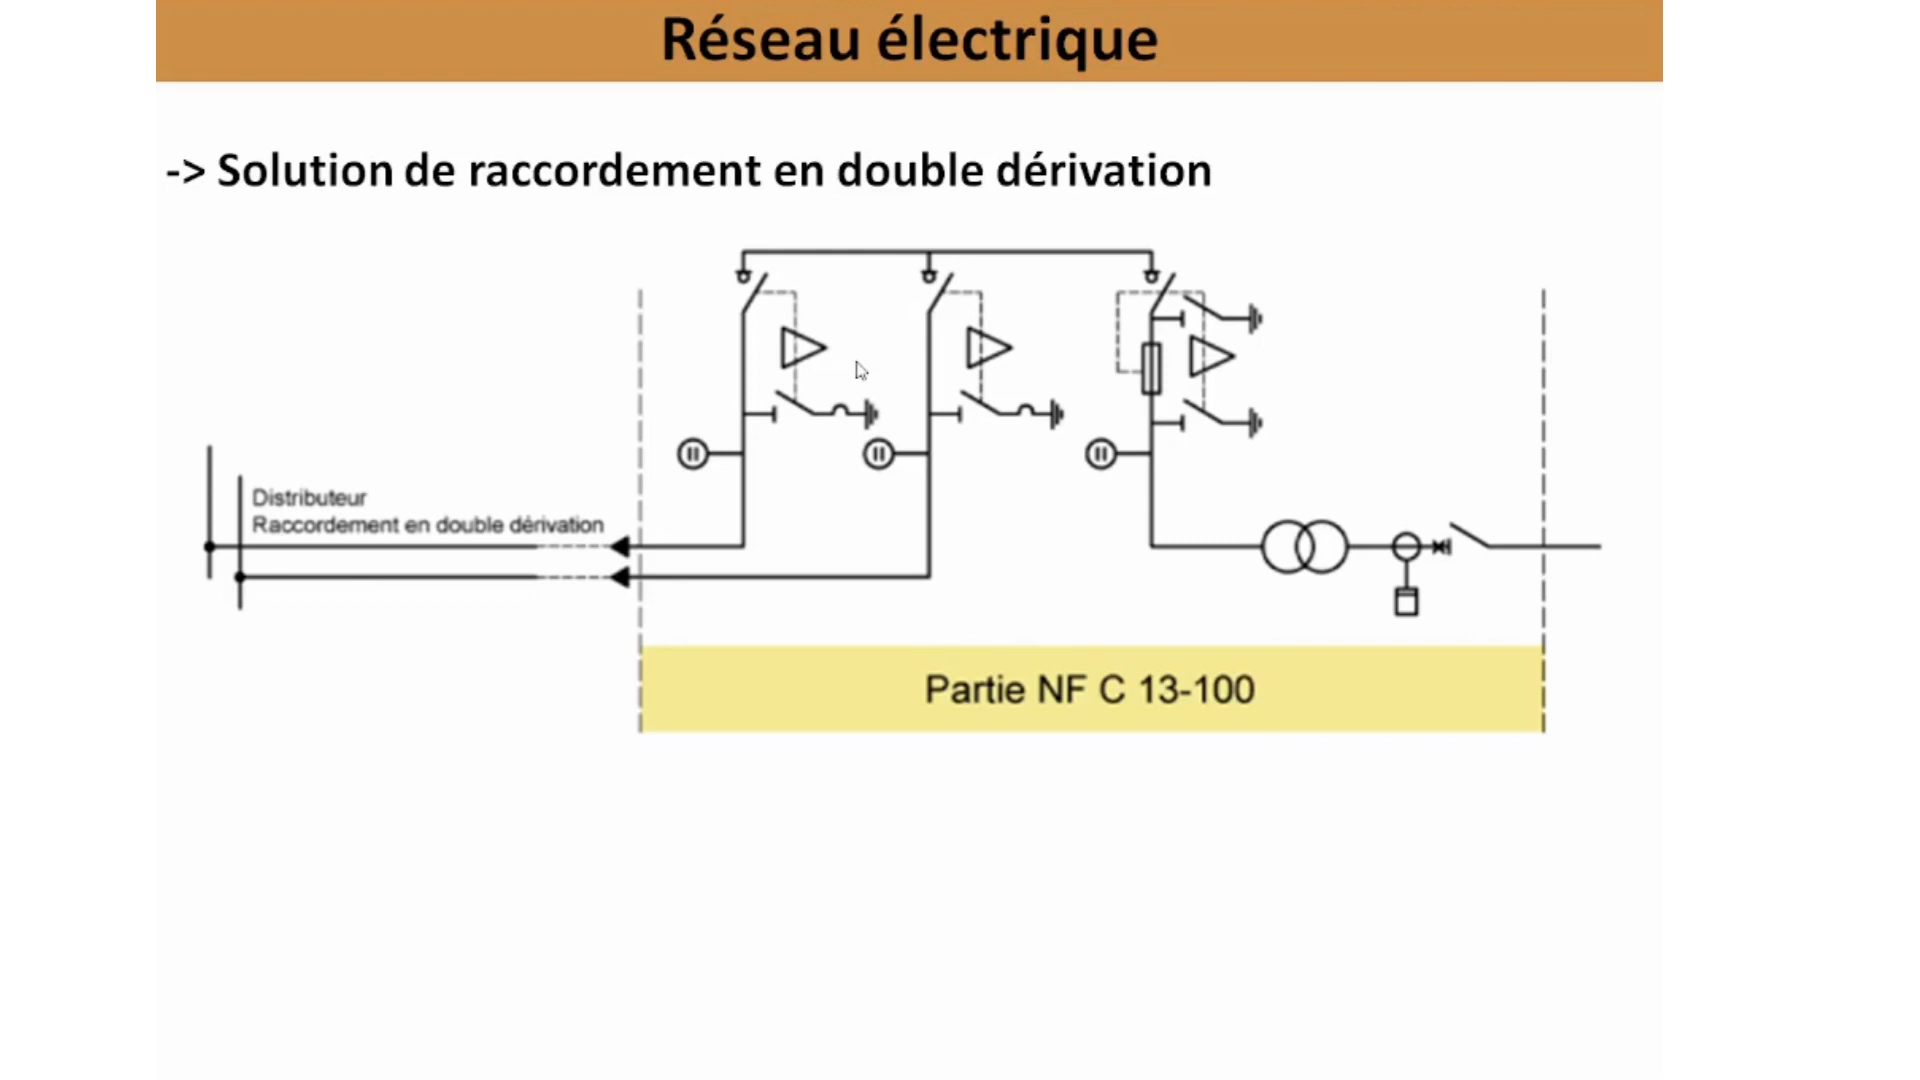 Réseau électrique
-> Solution de raccordement en double dérivation
Distributeur
Raccordement en double dérivation
Partie NF C 13-100